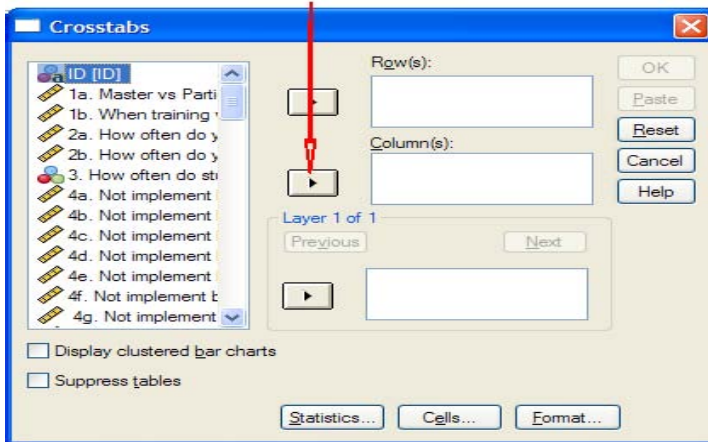 Crosstabs
ID [ID]
1a. Master vs Parti
1b. When training
2a. How often do y
2b. How often do y
3. How often do stu
4a. Not implement
4b. Not implement
4c. Not implement
4d. Not implement
4e. Not implement
4f. Not implement b
4g. Not implement
Row(s):
Column(s):
Layer 1 of 1
Previous
Next
OK
Paste
Reset
Cancel
Help
Display clustered bar charts
Suppress tables
Statistics...
Cells...
Format...